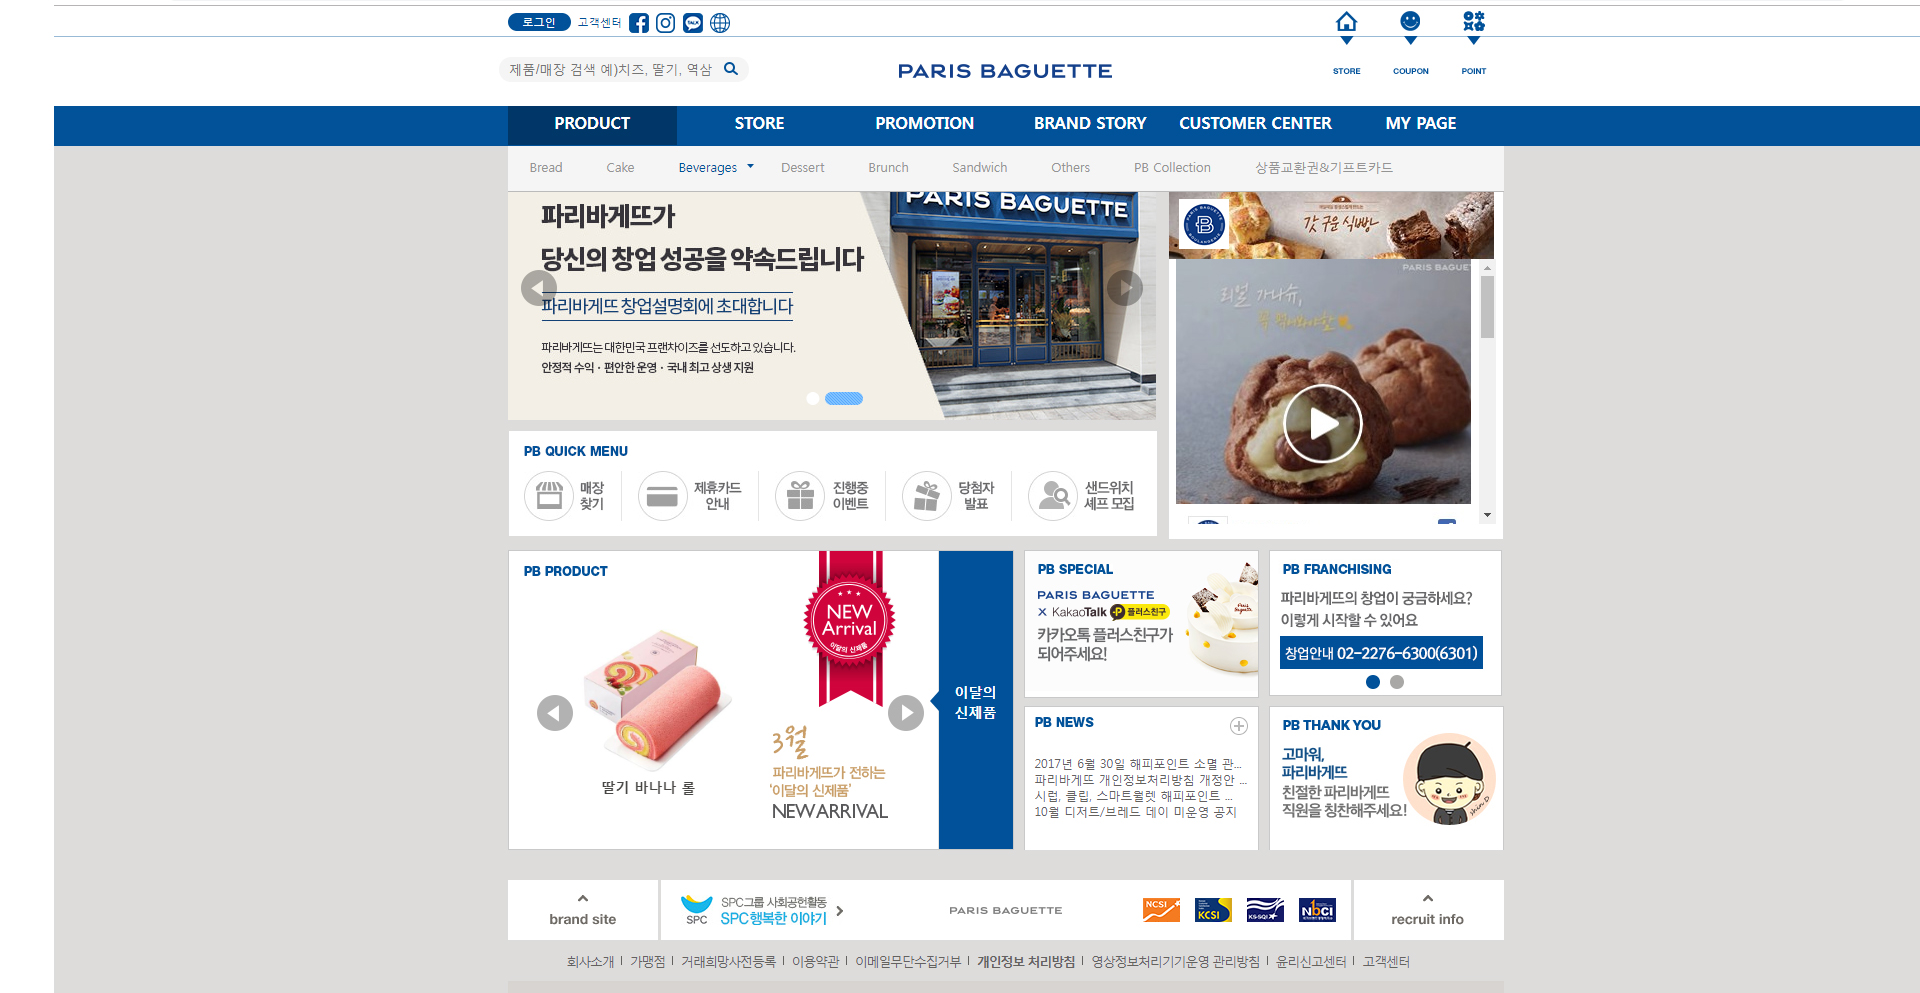 로그인 고객센터
제품/매장 검색 예)치즈, 딸기, 역삼
PARIS BAGUETTE
STORE COUPON POINT
PRODUCT STORE PROMOTION BRAND STORY CUSTOMER CENTER MY PAGE
Bread Cake Beverages Dessert Brunch Sandwich Others PB Collection 상품교환권&기프트카드
파리바게뜨가
당신의 창업 성공을 약속드립니다
파리바게뜨 창업설명회에 초대합니다
파리바게뜨는 대한민국 프랜차이즈를 선도하고 있습니다.
안정적 수익 · 편안한 운영 · 국내 최고 상생 지원
PARIS BAGUETTE
갓 구운 식빵
PARIS BAGUET
리얼 가나슈,
PB QUICK MENU
매장
찾기
제휴카드
안내
진행중
이벤트
당첨자
발표
샌드위치
셰프 모집
PB PRODUCT
NEW
Arrival
이달의 신제품
딸기 바나나 롤
3월
파리바게뜨가 전하는
'이달의 신제품'
NEW ARRIVAL
이달의
신제품
PB SPECIAL
PARIS BAGUETTE
X KakaoTalk 플러스친구
카카오톡 플러스친구가
되어주세요!
PB FRANCHISING
파리바게뜨의 창업이 궁금하세요?
이렇게 시작할 수 있어요
창업안내 02-2276-6300(6301)
PB NEWS
2017년 6월 30일 해피포인트 소멸 관...
파리바게뜨 개인정보처리방침 개정안 ...
시럽, 클립, 스마트월렛 해피포인트 ...
10월 디저트/브레드 데이 미운영 공지
PB THANK YOU
고마워,
파리바게뜨
친절한 파리바게뜨
직원을 칭찬해주세요!
brand site
SPC
SPC그룹 사회공헌활동
SPC행복한 이야기
PARIS BAGUETTE
NCSI KCSI KS-SQI NBCI
recruit info
회사소개 | 가맹점 | 거래희망사전등록 | 이용약관 | 이메일무단수집거부 | 개인정보 처리방침 | 영상정보처리기기운영 관리방침 | 윤리신고센터 | 고객센터